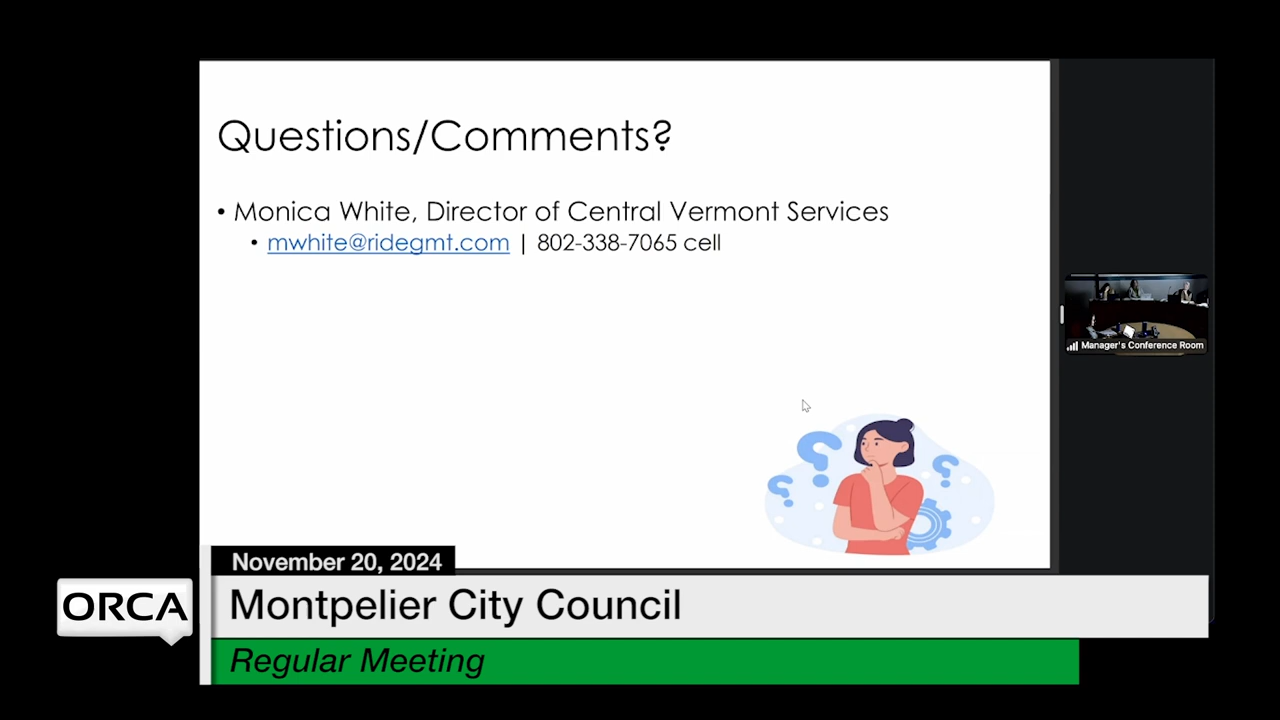 Questions/Comments?
• Monica White, Director of Central Vermont Services
• mwhite@ridegmt.com | 802-338-7065 cell
Manager's Conference Room
November 20, 2024
ORCA
Montpelier City Council
Regular Meeting